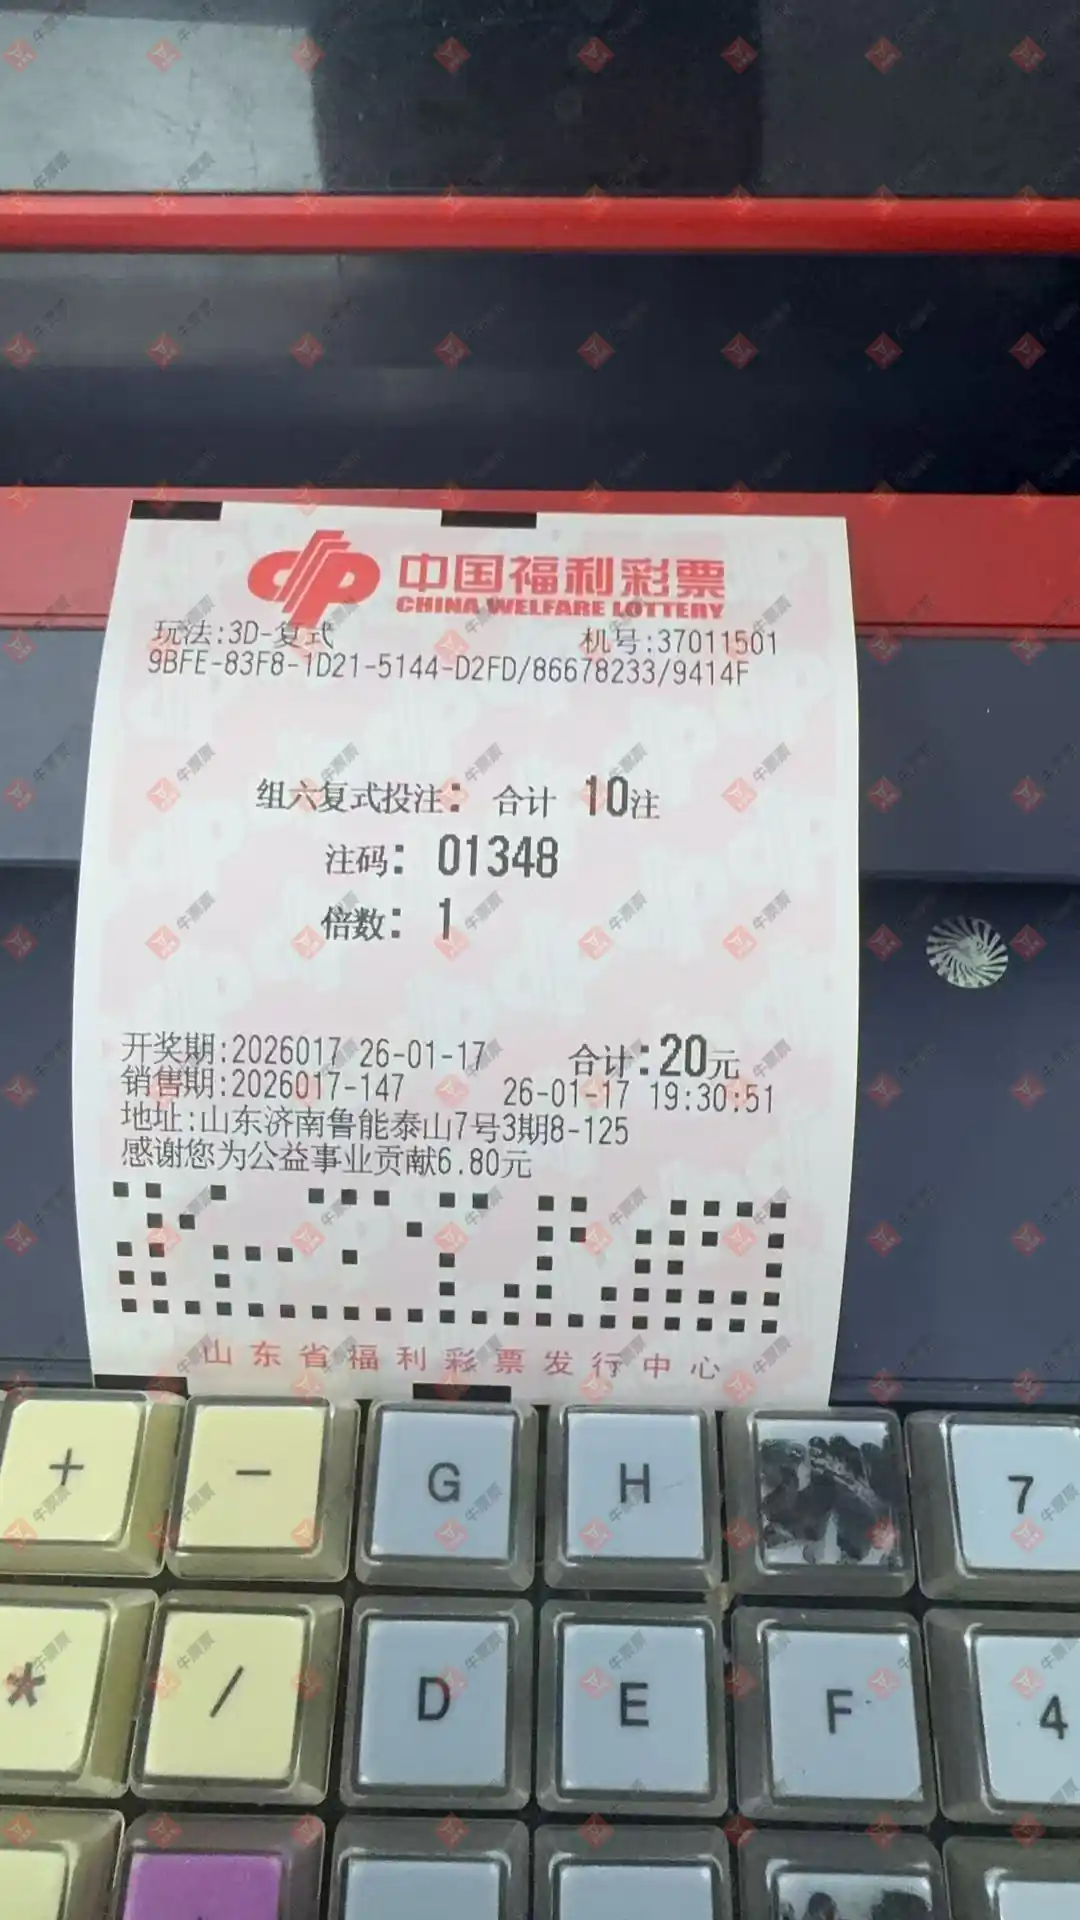 中国福利彩票
CHINA WELFARE LOTTERY
玩法:3D-复式 机号:37011501
9BFE-83F8-1D21-5144-D2FD/86678233/9414F
组六复式投注: 合计 10注
注码: 01348
倍数: 1
开奖期:2026017 26-01-17 合计:20元
销售期:2026017-147 26-01-17 19:30:51
地址:山东济南鲁能泰山7号3期8-125
感谢您为公益事业贡献6.80元
山东省福利彩票发行中心
+ - G H 7
* / D E F 4
牛票票